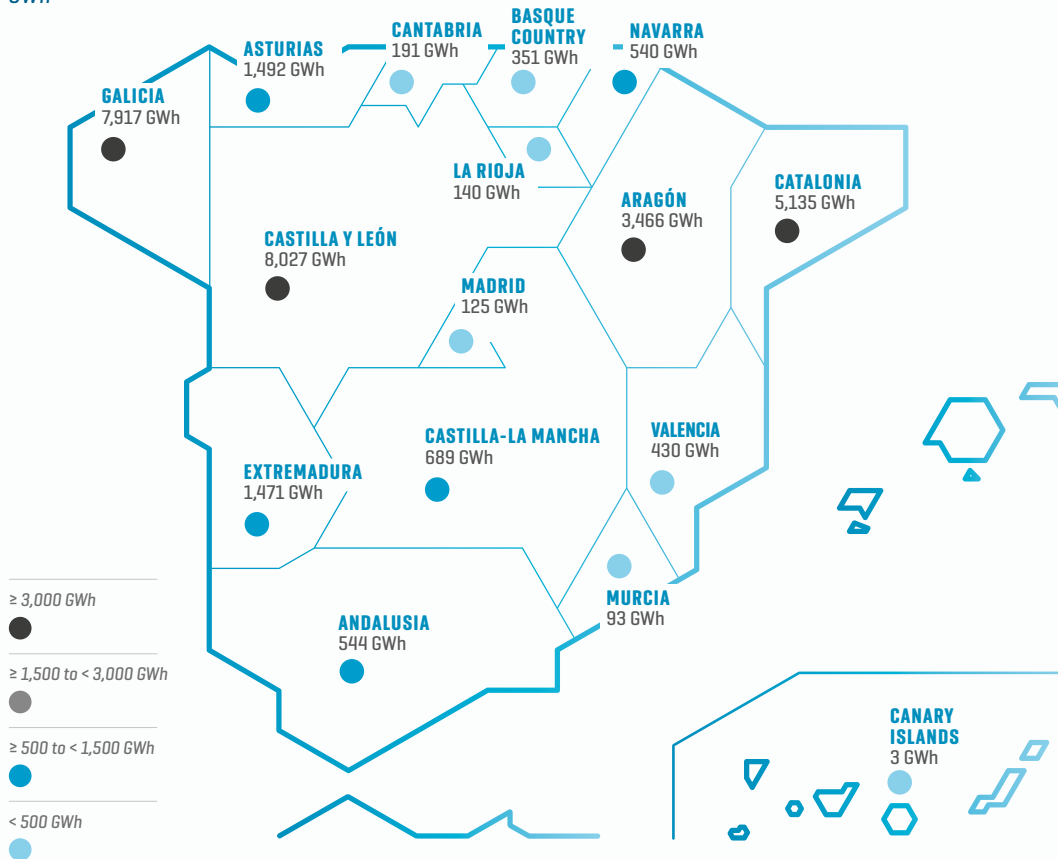 GWh
ASTURIAS
1,492 GWh
CANTABRIA
191 GWh
BASQUE
COUNTRY
351 GWh
NAVARRA
540 GWh
GALICIA
7,917 GWh
LA RIOJA
140 GWh
ARAGÓN
3,466 GWh
CATALONIA
5,135 GWh
CASTILLA Y LEÓN
8,027 GWh
MADRID
125 GWh
CASTILLA-LA MANCHA
689 GWh
VALENCIA
430 GWh
EXTREMADURA
1,471 GWh
MURCIA
93 GWh
ANDALUSIA
544 GWh
CANARY
ISLANDS
3 GWh
≥ 3,000 GWh
≥ 1,500 to < 3,000 GWh
≥ 500 to < 1,500 GWh
< 500 GWh